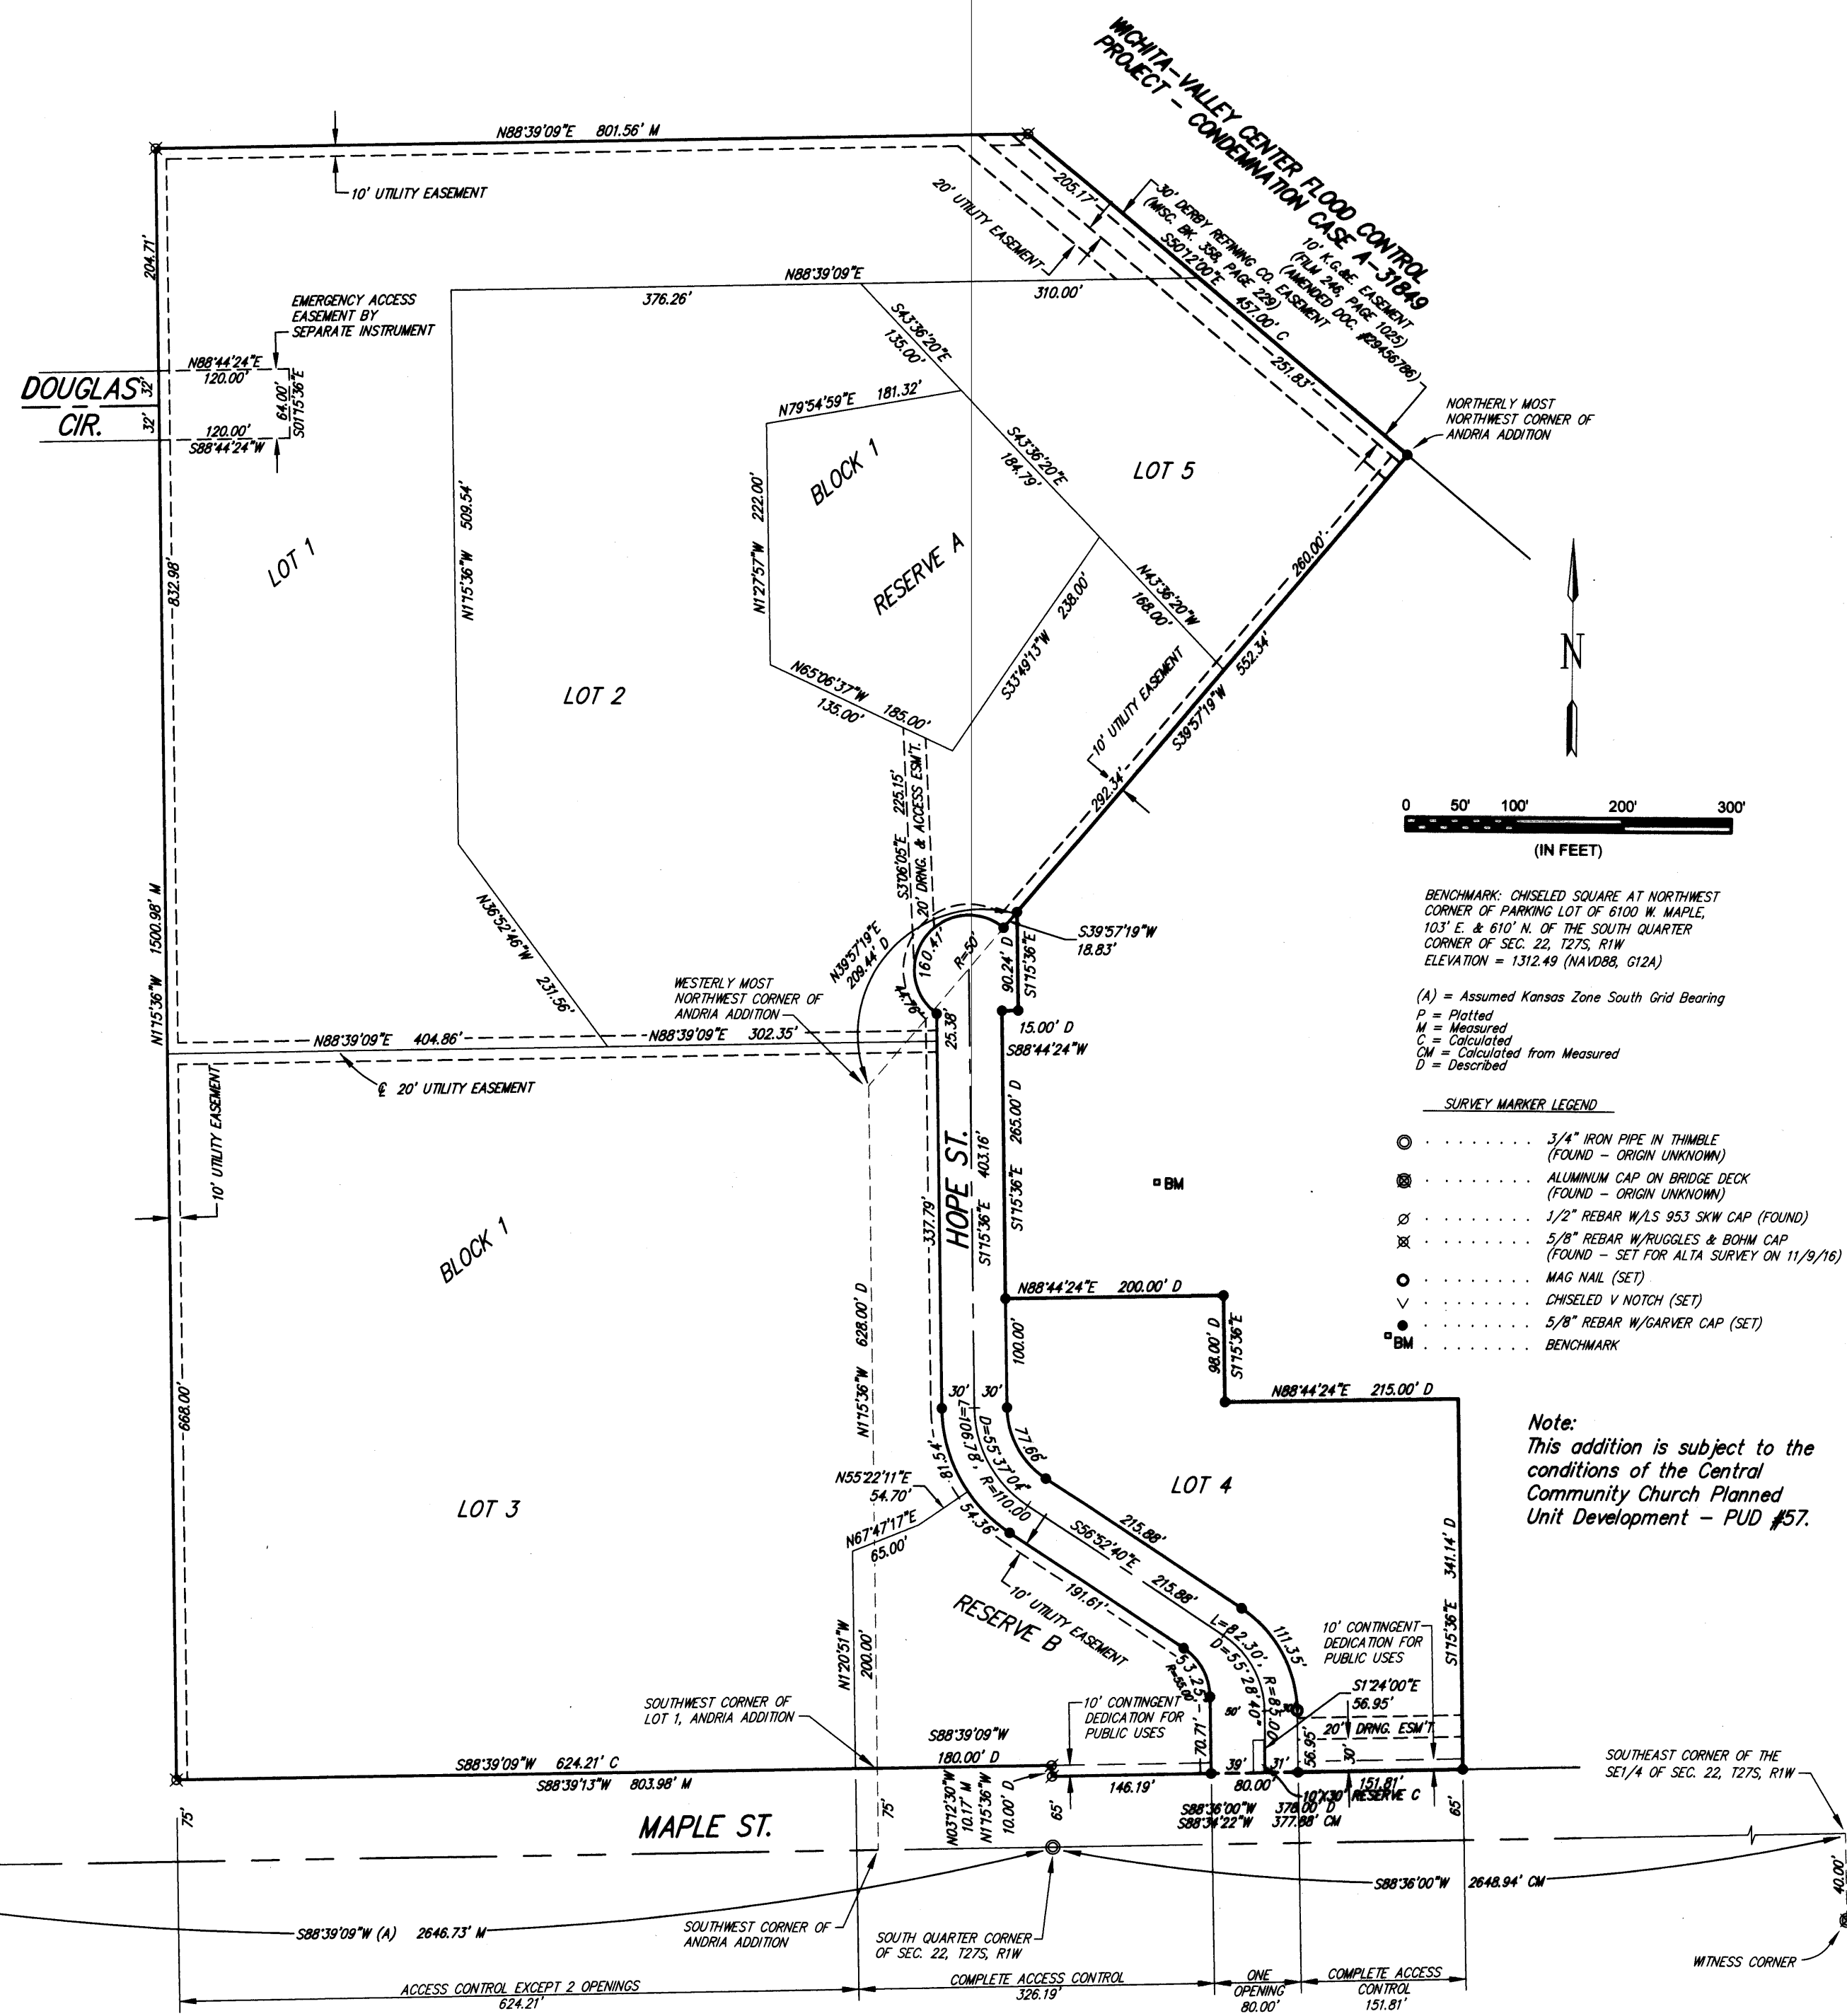 WICHITA-VALLEY CENTER FLOOD CONTROL
PROJECT - CONDEMNATION CASE A-31849
N88°39'09"E 801.56' M
10' UTILITY EASEMENT
204.71'
205.17'
20' UTILITY EASEMENT
30' DERBY REFINING CO. EASEMENT
(MISC. BK. 358, PAGE 229)
S50°12'00"E 457.00' C
10' K.G.&E. EASEMENT
(FILM 246, PAGE 1025)
(AMENDED DOC. #29456786)
251.83'
N88°39'09"E
376.26'
310.00'
EMERGENCY ACCESS
EASEMENT BY
SEPARATE INSTRUMENT
N88°44'24"E
120.00'
DOUGLAS
CIR.
32'
32'
64.00'
S01°15'36"E
120.00'
S88°44'24"W
S43°36'20"E
135.00'
N79°54'59"E 181.32'
NORTHERLY MOST
NORTHWEST CORNER OF
ANDRIA ADDITION
BLOCK 1
S43°36'20"E
184.79'
LOT 5
N1°15'36"W 509.54'
N1°27'57"W 222.00'
RESERVE A
LOT 1
832.98'
260.00'
N43°36'20"W
168.00'
238.00'
S33°49'13"W
N
LOT 2
N65°06'37"W
135.00'
185.00'
10' UTILITY EASEMENT
552.34'
S39°57'19"W
292.34'
S3°06'05"E 225.15'
20' DRNG. & ACCESS ESM'T.
0 50' 100' 200' 300'
(IN FEET)
N1°15'36"W 1500.98' M
N36°52'46"W
231.56'
N39°57'19"E
209.44' D
160.41'
R=50'
44.76'
S39°57'19"W
18.83'
90.24' D
S1°15'36"E
BENCHMARK: CHISELED SQUARE AT NORTHWEST
CORNER OF PARKING LOT OF 6100 W. MAPLE,
103' E. & 610' N. OF THE SOUTH QUARTER
CORNER OF SEC. 22, T27S, R1W
ELEVATION = 1312.49 (NAVD88, G12A)
WESTERLY MOST
NORTHWEST CORNER OF
ANDRIA ADDITION
(A) = Assumed Kansas Zone South Grid Bearing
P = Platted
M = Measured
C = Calculated
CM = Calculated from Measured
D = Described
N88°39'09"E 404.86'
N88°39'09"E 302.35'
25.38'
15.00' D
S88°44'24"W
℄ 20' UTILITY EASEMENT
10' UTILITY EASEMENT
SURVEY MARKER LEGEND
3/4" IRON PIPE IN THIMBLE
(FOUND - ORIGIN UNKNOWN)
ALUMINUM CAP ON BRIDGE DECK
(FOUND - ORIGIN UNKNOWN)
1/2" REBAR W/LS 953 SKW CAP (FOUND)
5/8" REBAR W/RUGGLES & BOHM CAP
(FOUND - SET FOR ALTA SURVEY ON 11/9/16)
MAG NAIL (SET)
CHISELED V NOTCH (SET)
5/8" REBAR W/GARVER CAP (SET)
BM BENCHMARK
BM
HOPE ST.
337.79'
S1°15'36"E 403.16'
S1°15'36"E 265.00' D
N1°15'36"W 628.00' D
BLOCK 1
N88°44'24"E 200.00' D
100.00'
98.00' D
S1°15'36"E
N88°44'24"E 215.00' D
668.00'
30'
30'
L=106.78', R=110.00
D=55°37'04"
77.66'
81.54'
54.36'
N55°22'11"E
54.70'
N67°47'17"E
65.00'
LOT 3
LOT 4
Note:
This addition is subject to the
conditions of the Central
Community Church Planned
Unit Development - PUD #57.
215.88'
S56°52'40"E
215.88'
191.61'
10' UTILITY EASEMENT
RESERVE B
N1°20'51"W
200.00'
S1°15'36"E 341.14' D
L=82.30', R=85.00
D=55°28'40"
111.35'
53.25'
R=55.00'
10' CONTINGENT
DEDICATION FOR
PUBLIC USES
S1°24'00"E
56.95'
SOUTHWEST CORNER OF
LOT 1, ANDRIA ADDITION
10' CONTINGENT
DEDICATION FOR
PUBLIC USES
50'
70.71'
56.95'
20' DRNG. ESM'T.
30'
S88°39'09"W
180.00' D
S88°39'09"W 624.21' C
S88°39'13"W 803.98' M
N03°12'30"W
10.17' M
N1°15'36"W
10.00' D
146.19'
39'
31'
80.00'
151.81'
10'X30' RESERVE C
S88°36'00"W 378.00' D
S88°34'22"W 377.88' CM
75'
75'
65'
65'
MAPLE ST.
SOUTHEAST CORNER OF THE
SE1/4 OF SEC. 22, T27S, R1W
S88°36'00"W 2648.94' CM
40.00'
S88°39'09"W (A) 2646.73' M
SOUTHWEST CORNER OF
ANDRIA ADDITION
SOUTH QUARTER CORNER
OF SEC. 22, T27S, R1W
WITNESS CORNER
ACCESS CONTROL EXCEPT 2 OPENINGS
624.21'
COMPLETE ACCESS CONTROL
326.19'
ONE
OPENING
80.00'
COMPLETE ACCESS
CONTROL
151.81'